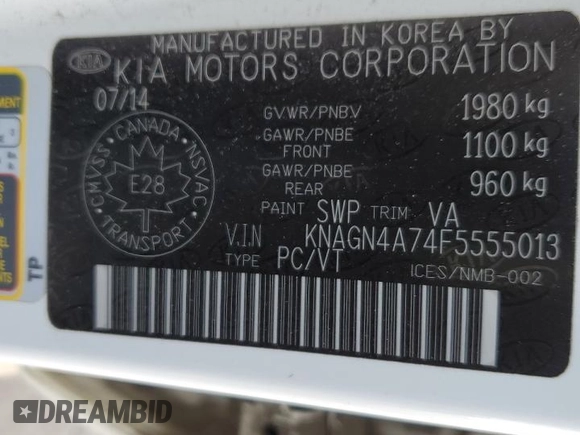 MANUFACTURED IN KOREA BY
KIA KIA MOTORS CORPORATION
07/14
GVWR/PNBV 1980 kg
GAWR/PNBE FRONT 1100 kg
GAWR/PNBE REAR 960 kg
CANADA
CMVSS NSVAC
E28
TRANSPORT
PAINT SWP TRIM VA
V.I.N KNAGN4A74F5555013
TYPE PC/VT
ICES/NMB-002
TP
DREAMBID